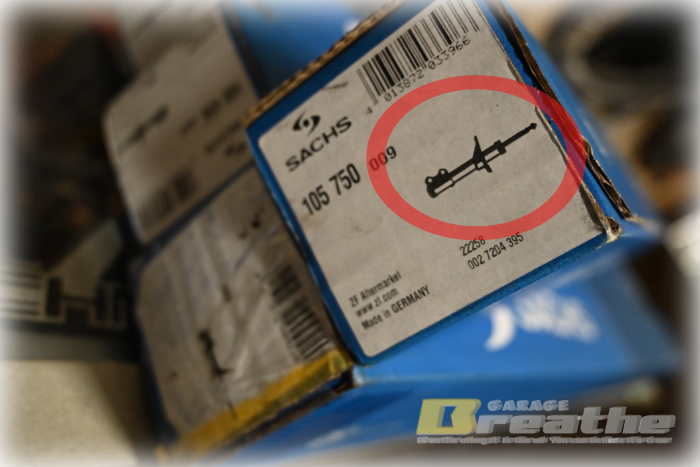 4 013872 033966
SACHS
105 750 009
22258
002 7204 395
ZF Aftermarket
www.zf.com
Made in GERMANY
GARAGE
Breathe